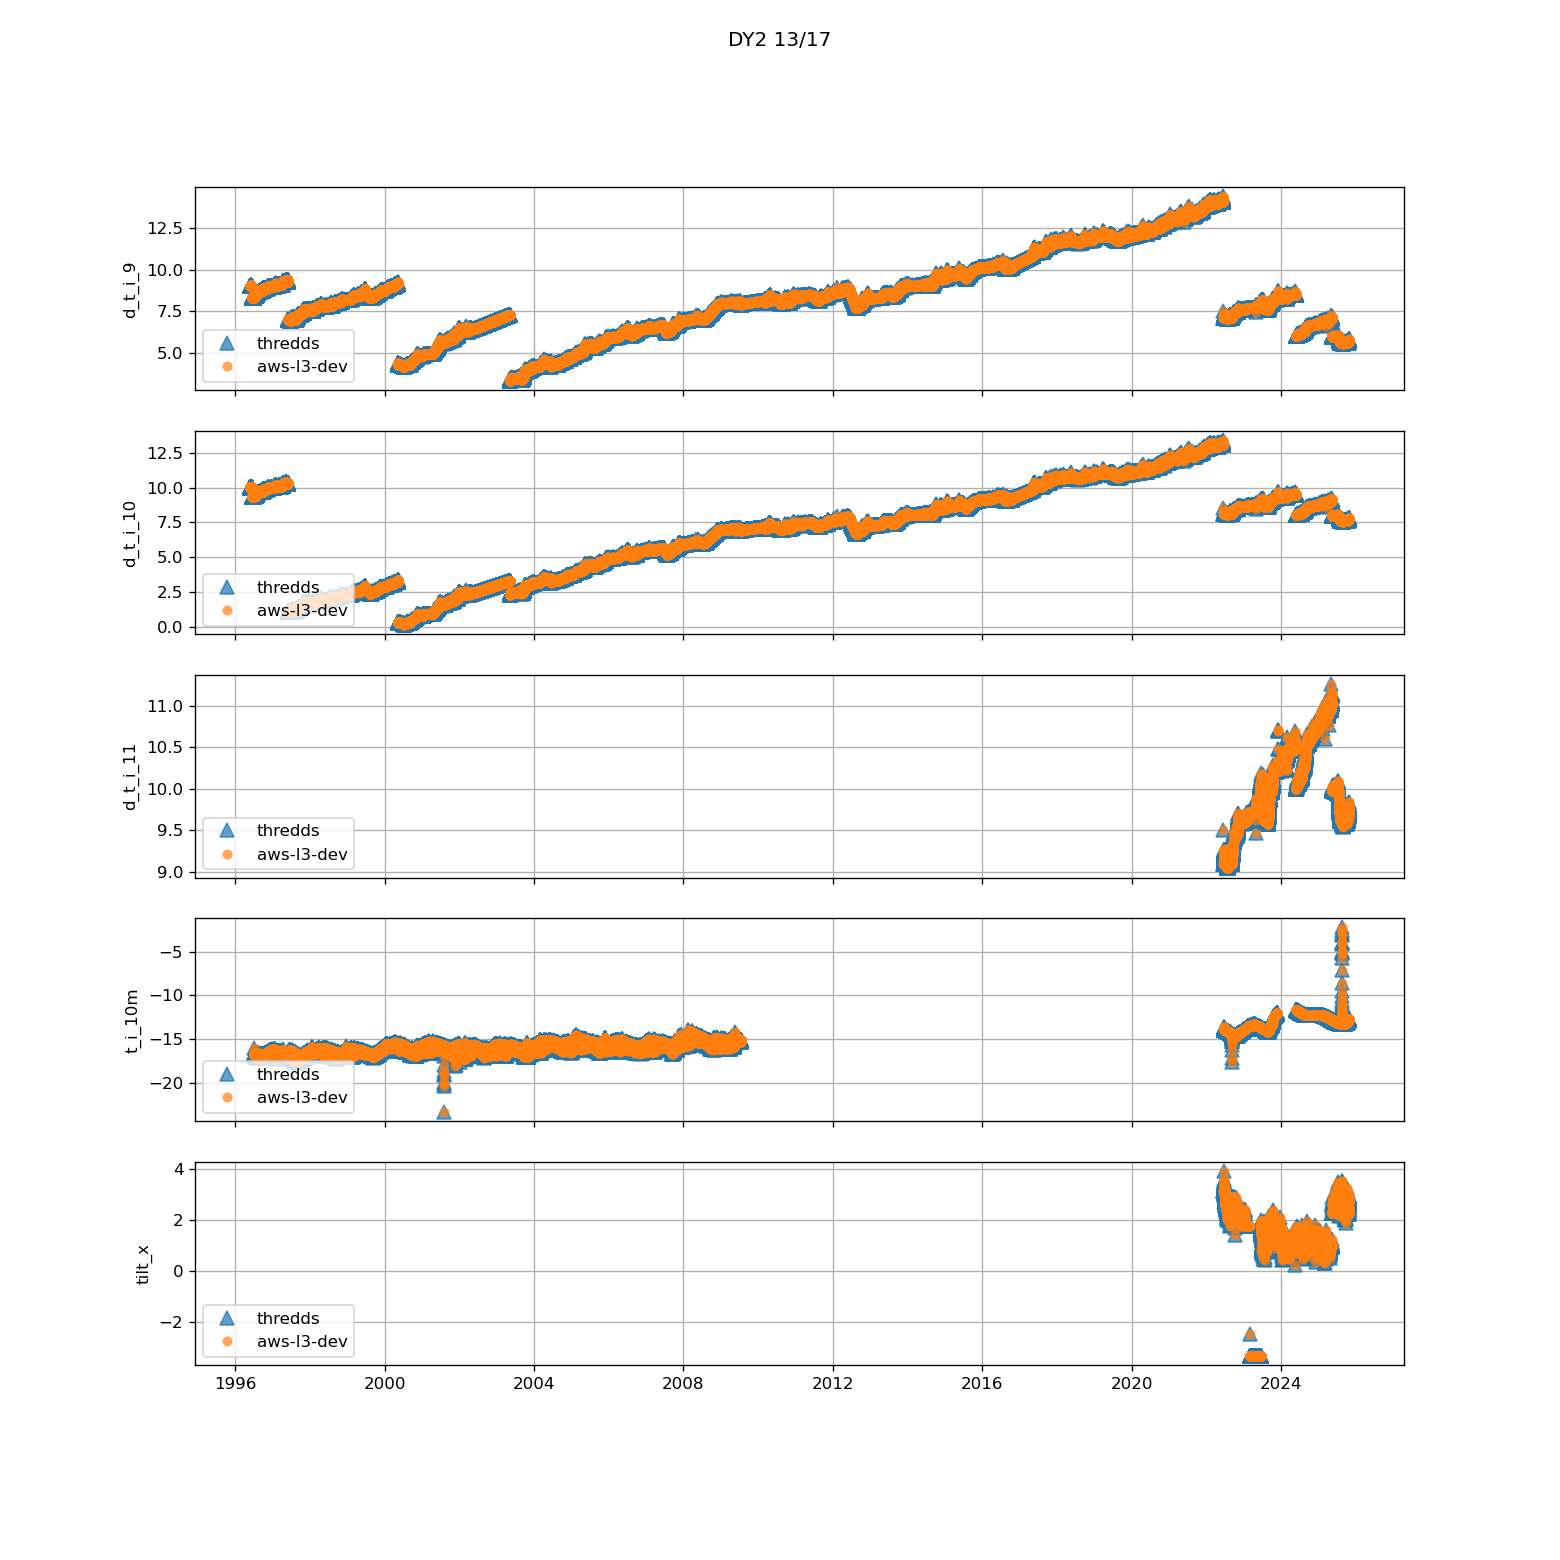 DY2 13/17
12.5
10.0
7.5
5.0
d_t_i_9
thredds
aws-l3-dev
12.5
10.0
7.5
5.0
2.5
0.0
d_t_i_10
thredds
aws-l3-dev
11.0
10.5
10.0
9.5
9.0
d_t_i_11
thredds
aws-l3-dev
−5
−10
−15
−20
t_i_10m
thredds
aws-l3-dev
4
2
0
−2
tilt_x
thredds
aws-l3-dev
1996 2000 2004 2008 2012 2016 2020 2024